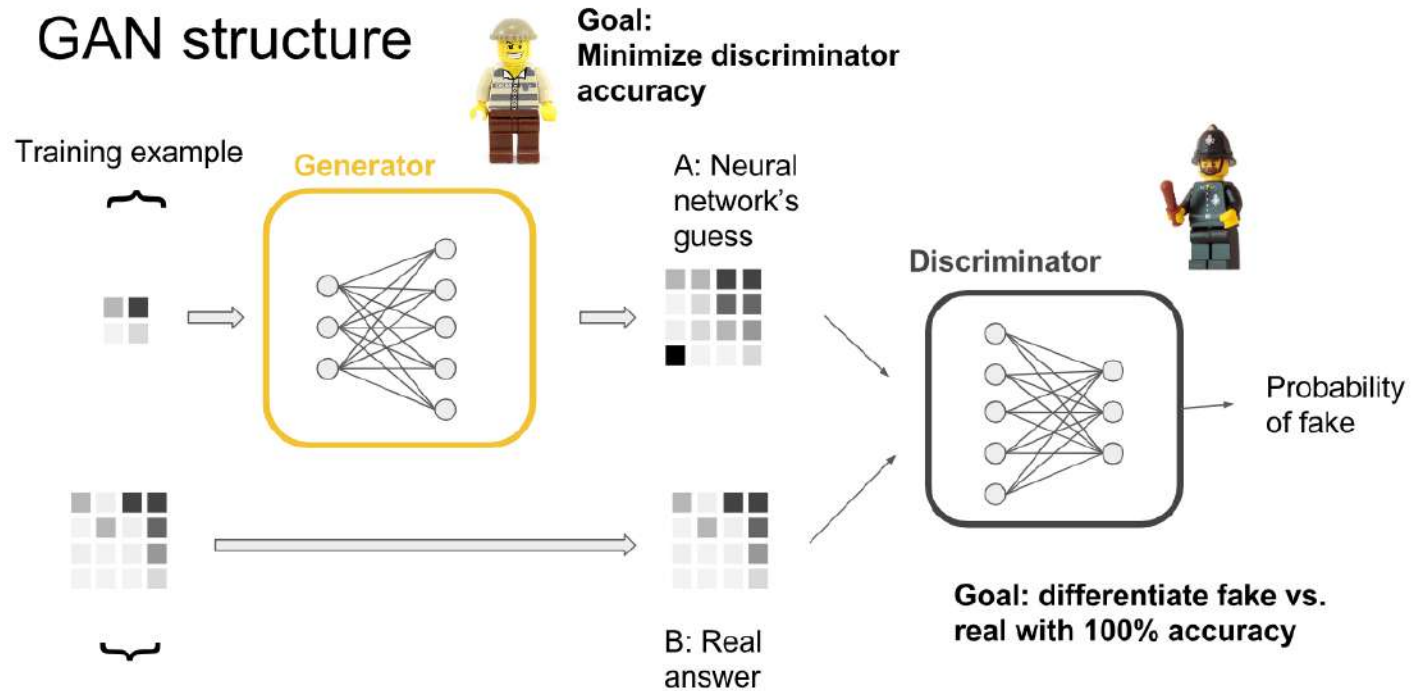 GAN structure
Goal:
Minimize discriminator
accuracy
Training example
Generator
A: Neural
network's
guess
Discriminator
Probability
of fake
Goal: differentiate fake vs.
real with 100% accuracy
B: Real
answer